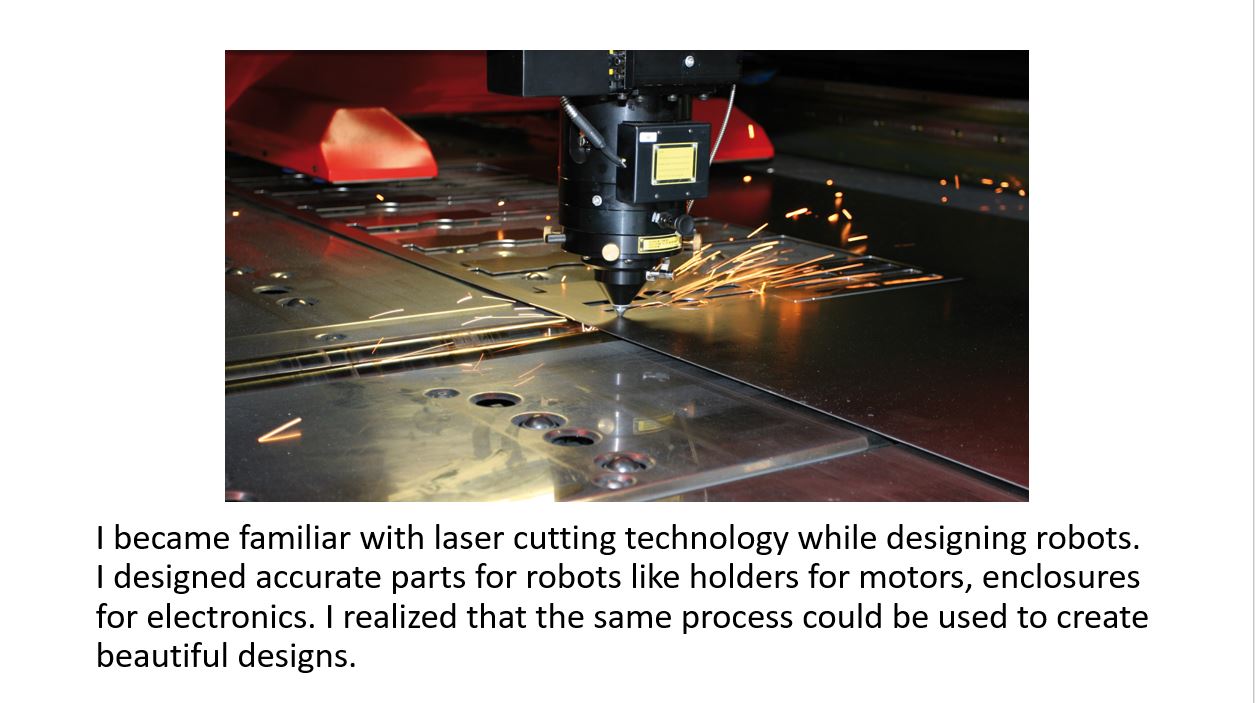 I became familiar with laser cutting technology while designing robots.
I designed accurate parts for robots like holders for motors, enclosures
for electronics. I realized that the same process could be used to create
beautiful designs.